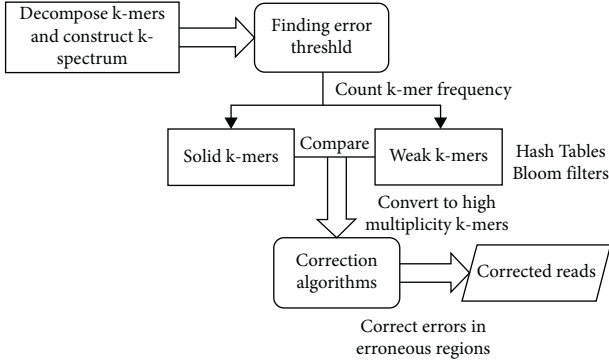 Decompose k-mers
and construct k-
spectrum
Finding error
threshld
Count k-mer frequency
Solid k-mers
Compare
Weak k-mers
Hash Tables
Bloom filters
Convert to high
multiplicity k-mers
Correction
algorithms
Corrected reads
Correct errors in
erroneous regions